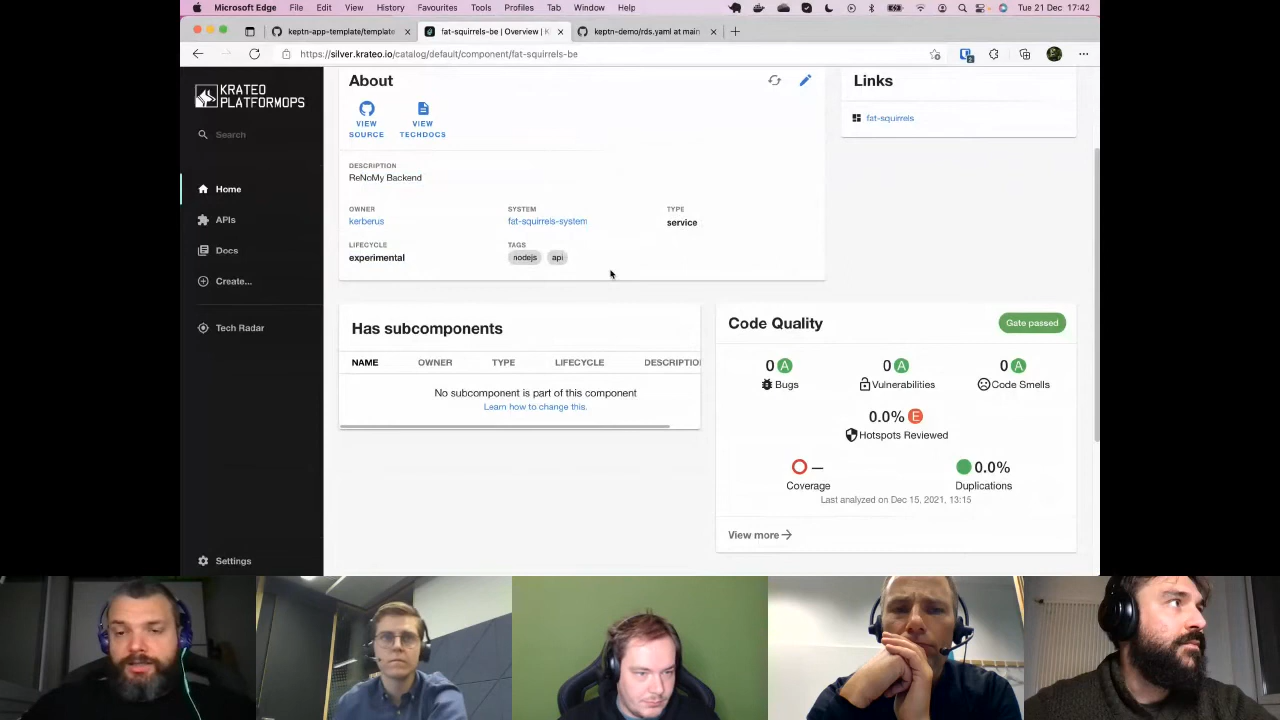 Microsoft Edge File Edit View History Favourites Tools Profiles Tab Window Help Tue 21 Dec 17:42
keptn-app-template/template fat-squirrels-be | Overview | K keptn-demo/rds.yaml at main
https://silver.krateo.io/catalog/default/component/fat-squirrels-be
KRATEO
PLATFORMOPS
Search
Home
APIs
Docs
Create...
Tech Radar
Settings
About
VIEW
SOURCE
VIEW
TECHDOCS
DESCRIPTION
ReNoMy Backend
OWNER
kerberus
SYSTEM
fat-squirrels-system
TYPE
service
LIFECYCLE
experimental
TAGS
nodejs api
Links
fat-squirrels
Has subcomponents
NAME OWNER TYPE LIFECYCLE DESCRIPTIO
No subcomponent is part of this component
Learn how to change this.
Code Quality
Gate passed
0 A
Bugs
0 A
Vulnerabilities
0 A
Code Smells
0.0% E
Hotspots Reviewed
—
Coverage
0.0%
Duplications
Last analyzed on Dec 15, 2021, 13:15
View more